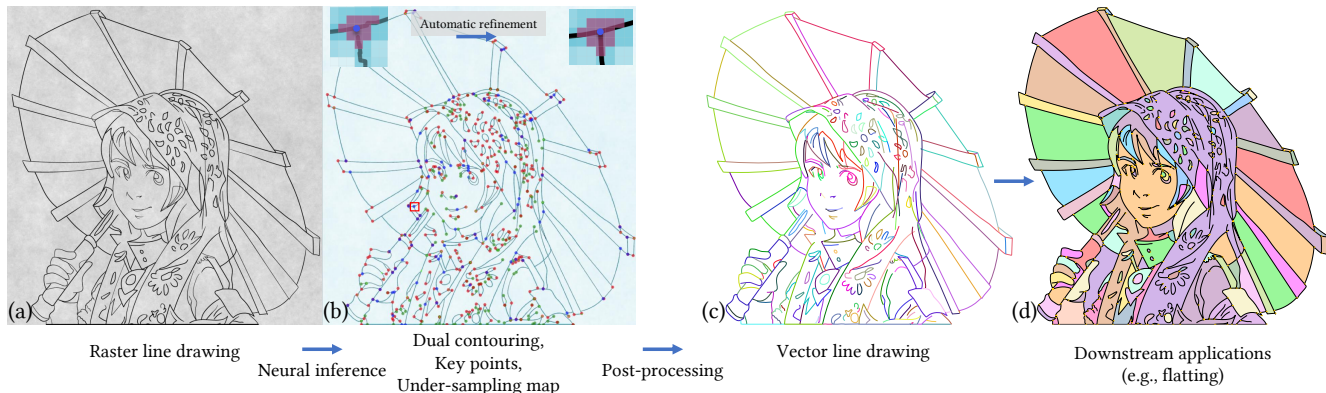 Automatic refinement
(a)
(b)
(c)
(d)
Raster line drawing
Neural inference
Dual contouring,
Key points,
Under-sampling map
Post-processing
Vector line drawing
Downstream applications
(e.g., flatting)